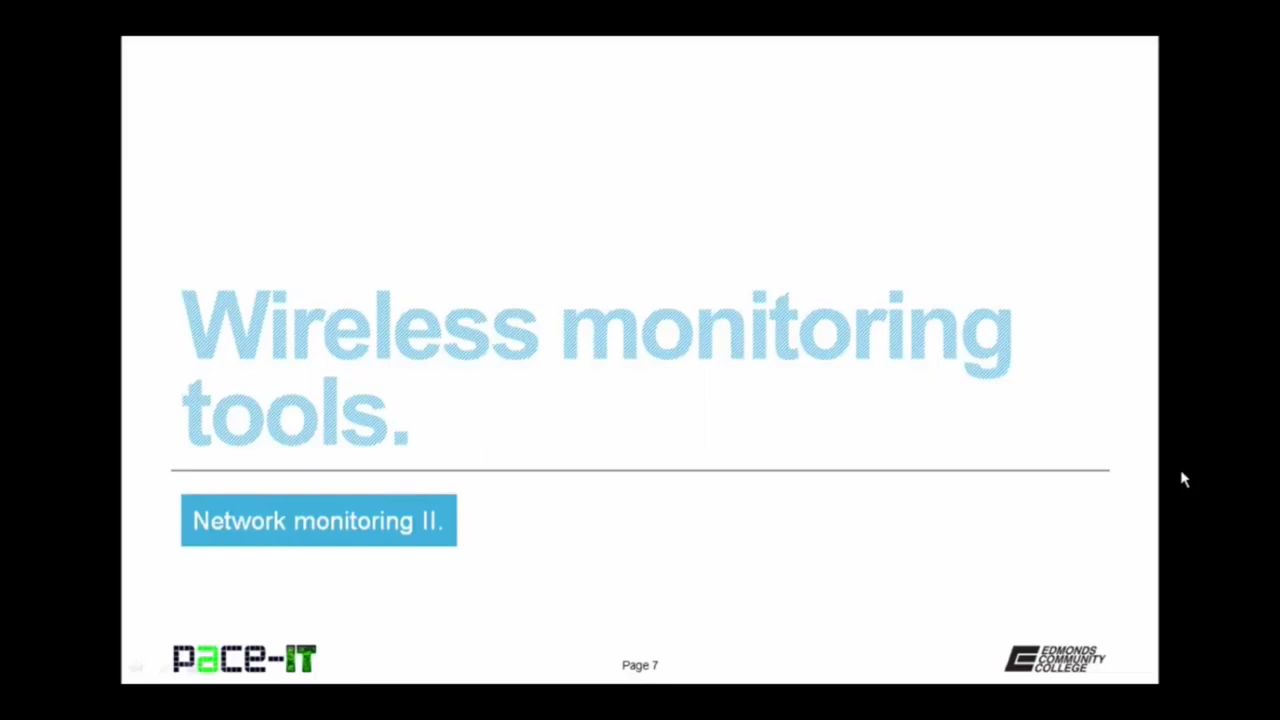 Wireless monitoring
tools.
Network monitoring II.
pace-IT
Page 7
EDMONDS
COMMUNITY
COLLEGE